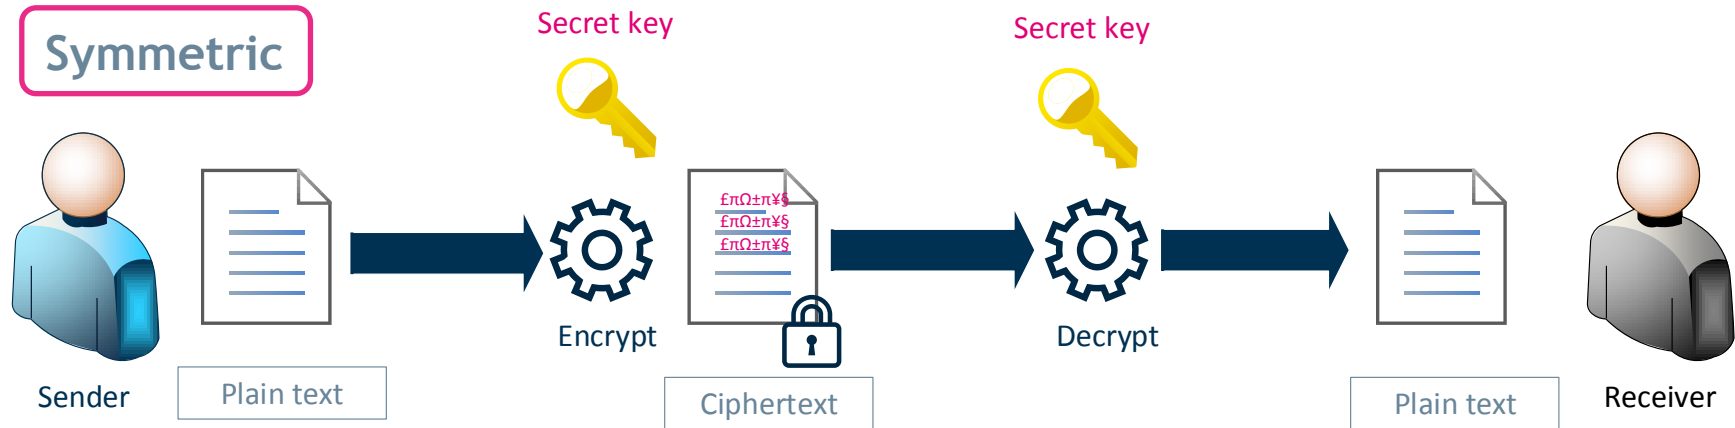 Symmetric
Secret key
Secret key
£πΩ±π¥§
£πΩ±π¥§
£πΩ±π¥§
Encrypt
Decrypt
Sender
Plain text
Ciphertext
Plain text
Receiver